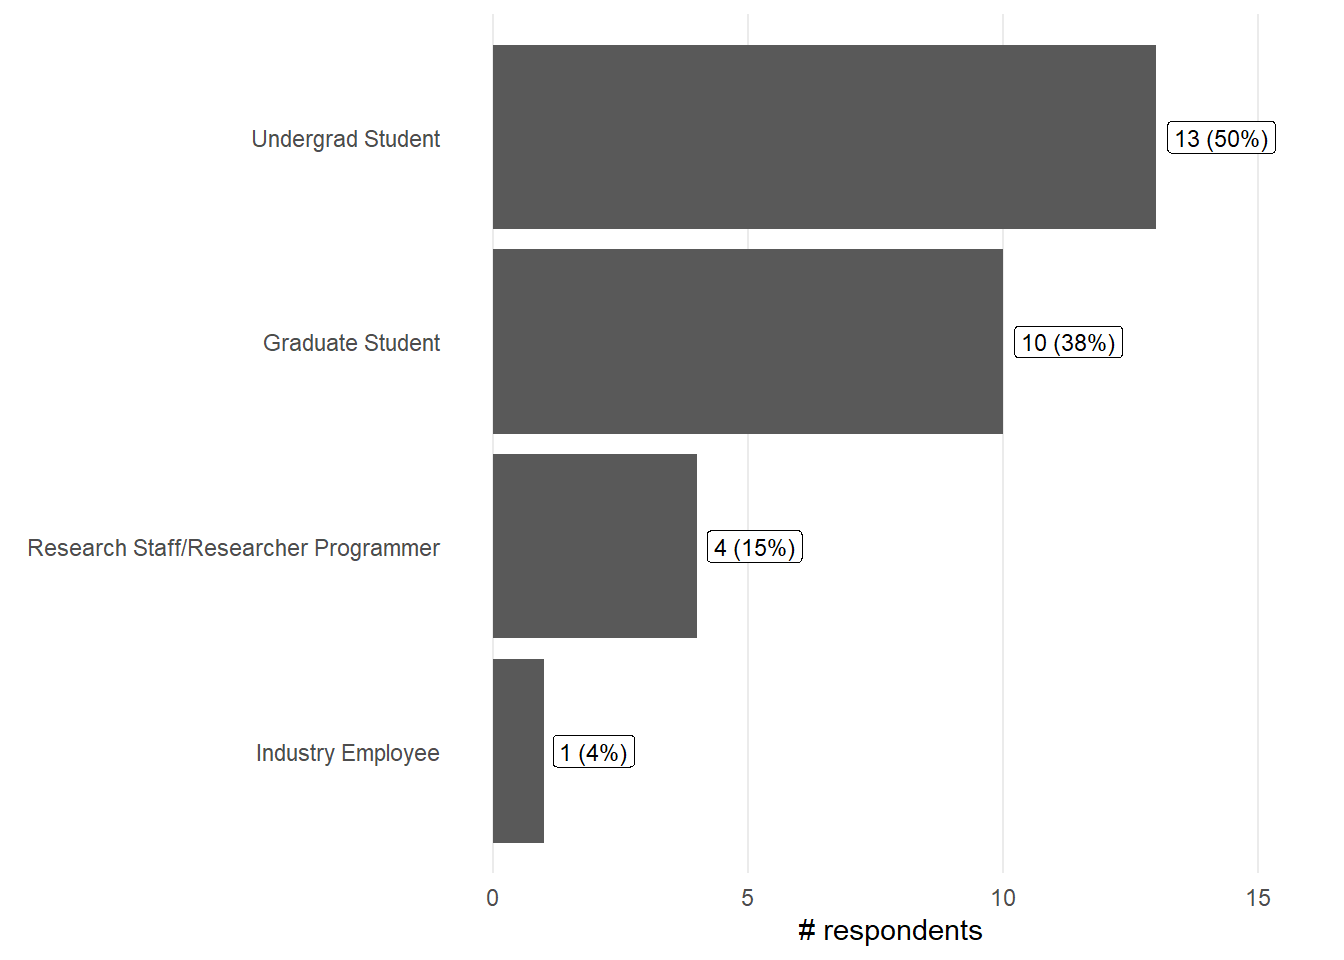 Undergrad Student
13 (50%)
Graduate Student
10 (38%)
Research Staff/Researcher Programmer
4 (15%)
Industry Employee
1 (4%)
0
5
10
15
# respondents